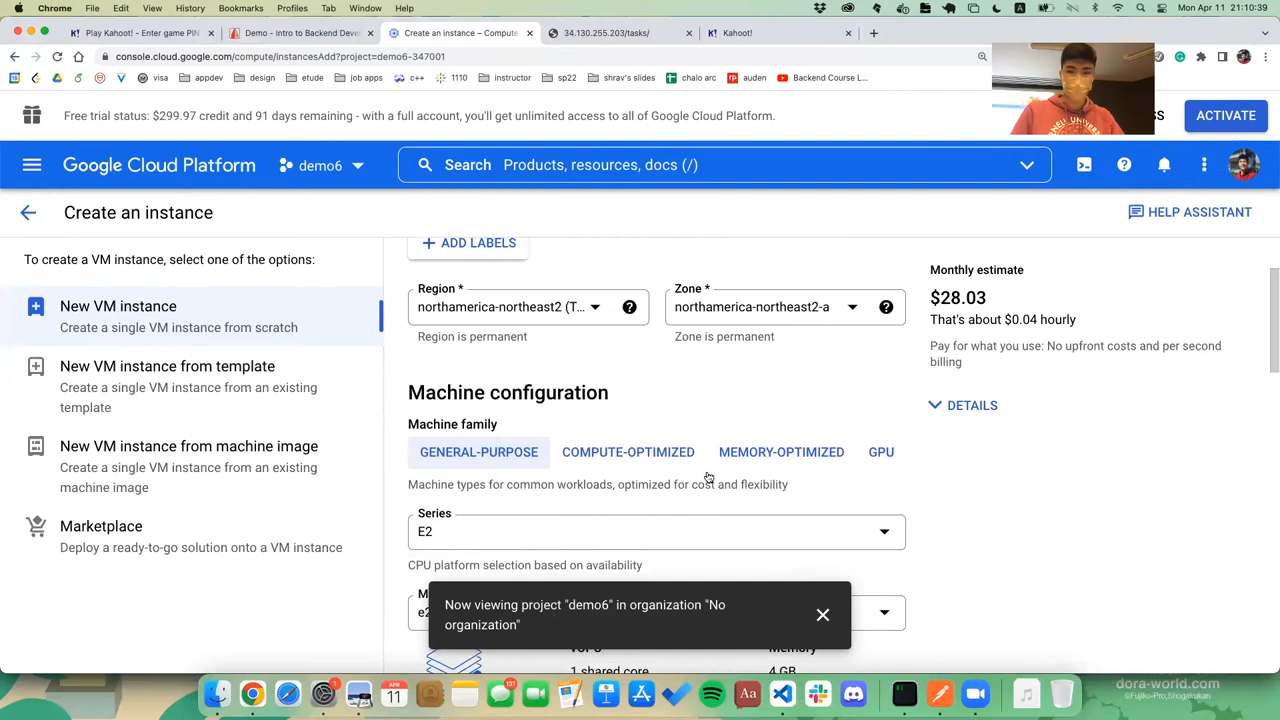 Chrome File Edit View History Bookmarks Profiles Tab Window Help
Mon Apr 11 21:10:39
Play Kahoot! - Enter game PIN
Demo - intro to Backend Devel
Create an instance – Compute
34.130.255.203/tasks/
Kahoot!
console.cloud.google.com/compute/instancesAdd?project=demo6-347001
visa appdev design etude job apps c++ 1110 instructor sp22 shrav's slides chalo arc auden Backend Course L...
Free trial status: $299.97 credit and 91 days remaining - with a full account, you'll get unlimited access to all of Google Cloud Platform.
ACTIVATE
Google Cloud Platform
demo6
Search Products, resources, docs (/)
Create an instance
HELP ASSISTANT
To create a VM instance, select one of the options:
New VM instance
Create a single VM instance from scratch
New VM instance from template
Create a single VM instance from an existing
template
New VM instance from machine image
Create a single VM instance from an existing
machine image
Marketplace
Deploy a ready-to-go solution onto a VM instance
ADD LABELS
Region *
northamerica-northeast2 (T...
Region is permanent
Zone *
northamerica-northeast2-a
Zone is permanent
Machine configuration
Machine family
GENERAL-PURPOSE COMPUTE-OPTIMIZED MEMORY-OPTIMIZED GPU
Machine types for common workloads, optimized for cost and flexibility
Series
E2
CPU platform selection based on availability
Now viewing project "demo6" in organization "No
organization"
1 shared core
4 GB
Monthly estimate
$28.03
That's about $0.04 hourly
Pay for what you use: No upfront costs and per second
billing
DETAILS
131
APR
11
Aa
dora-world.com
©Fujiko-Pro,Shogakukan